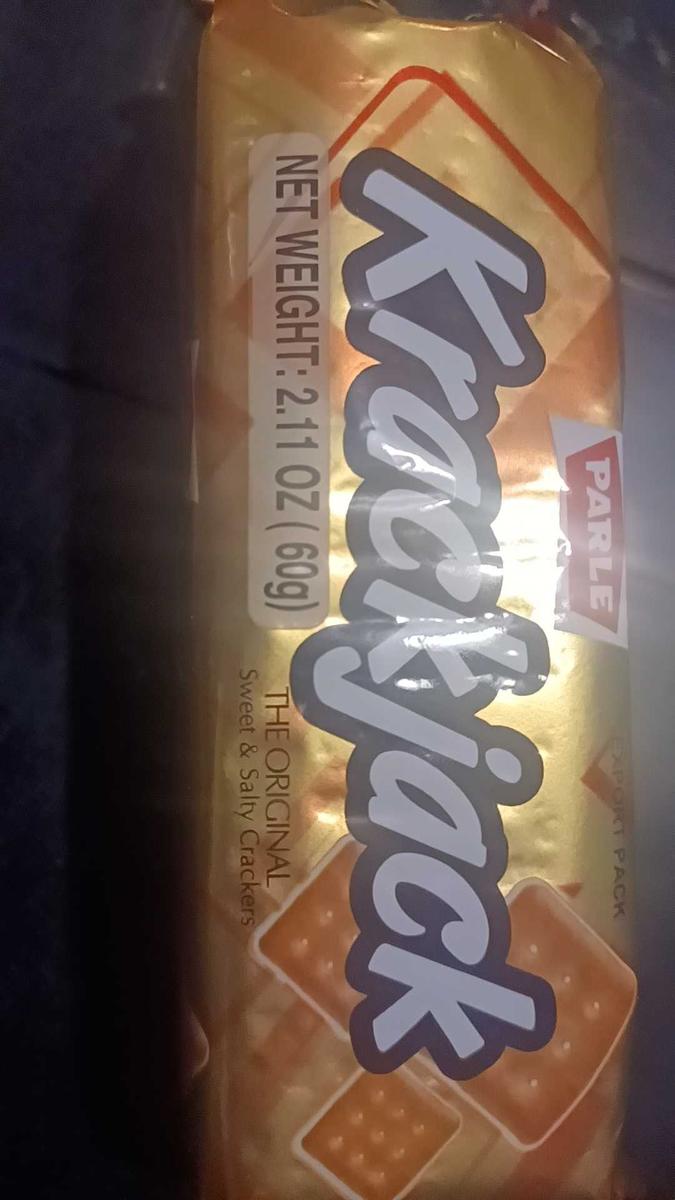 EXPORT PACK
PARLE
Krackjack
NET WEIGHT: 2.11 OZ ( 60g)
THE ORIGINAL
Sweet & Salty Crackers